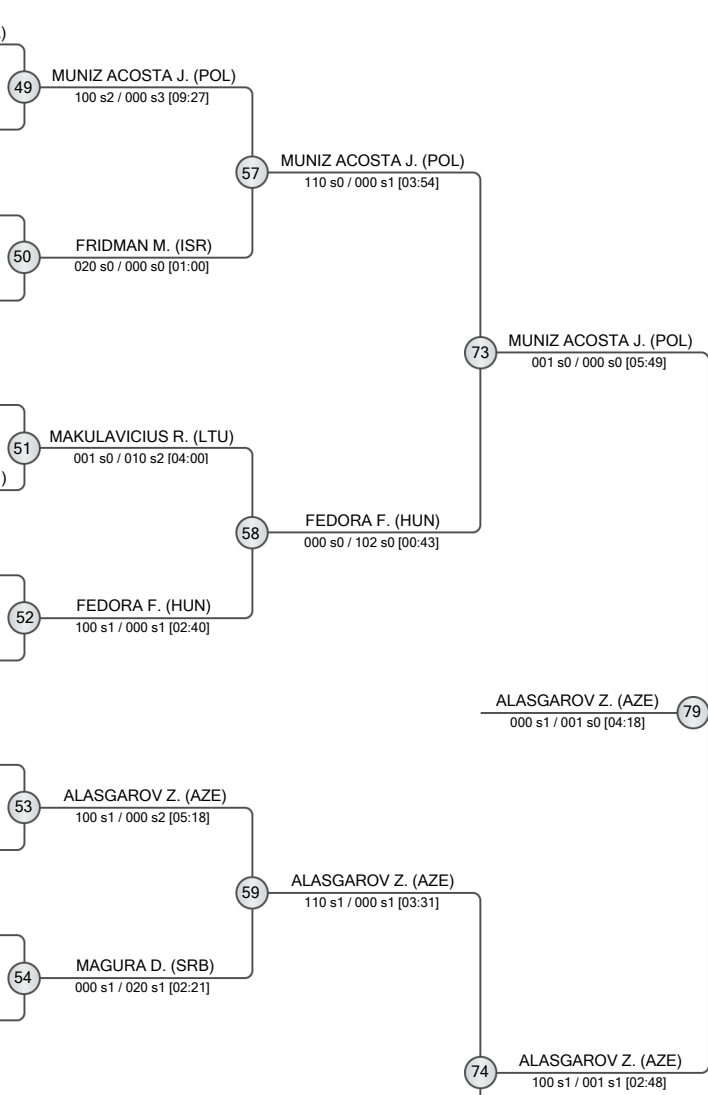 )
49
MUNIZ ACOSTA J. (POL)
100 s2 / 000 s3 [09:27]
57
MUNIZ ACOSTA J. (POL)
110 s0 / 000 s1 [03:54]
50
FRIDMAN M. (ISR)
020 s0 / 000 s0 [01:00]
73
MUNIZ ACOSTA J. (POL)
001 s0 / 000 s0 [05:49]
51
MAKULAVICIUS R. (LTU)
001 s0 / 010 s2 [04:00]
)
58
FEDORA F. (HUN)
000 s0 / 102 s0 [00:43]
52
FEDORA F. (HUN)
100 s1 / 000 s1 [02:40]
ALASGAROV Z. (AZE)
000 s1 / 001 s0 [04:18]
79
53
ALASGAROV Z. (AZE)
100 s1 / 000 s2 [05:18]
59
ALASGAROV Z. (AZE)
110 s1 / 000 s1 [03:31]
54
MAGURA D. (SRB)
000 s1 / 020 s1 [02:21]
74
ALASGAROV Z. (AZE)
100 s1 / 001 s1 [02:48]